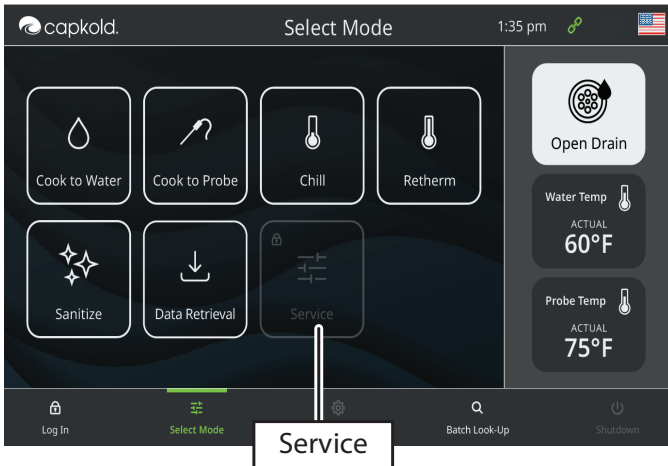 capkold.
Select Mode
1:35 pm
Cook to Water
Cook to Probe
Chill
Retherm
Open Drain
Water Temp
ACTUAL
60°F
Sanitize
Data Retrieval
Service
Probe Temp
ACTUAL
75°F
Log In
Select Mode
Batch Look-Up
Shutdown
Service